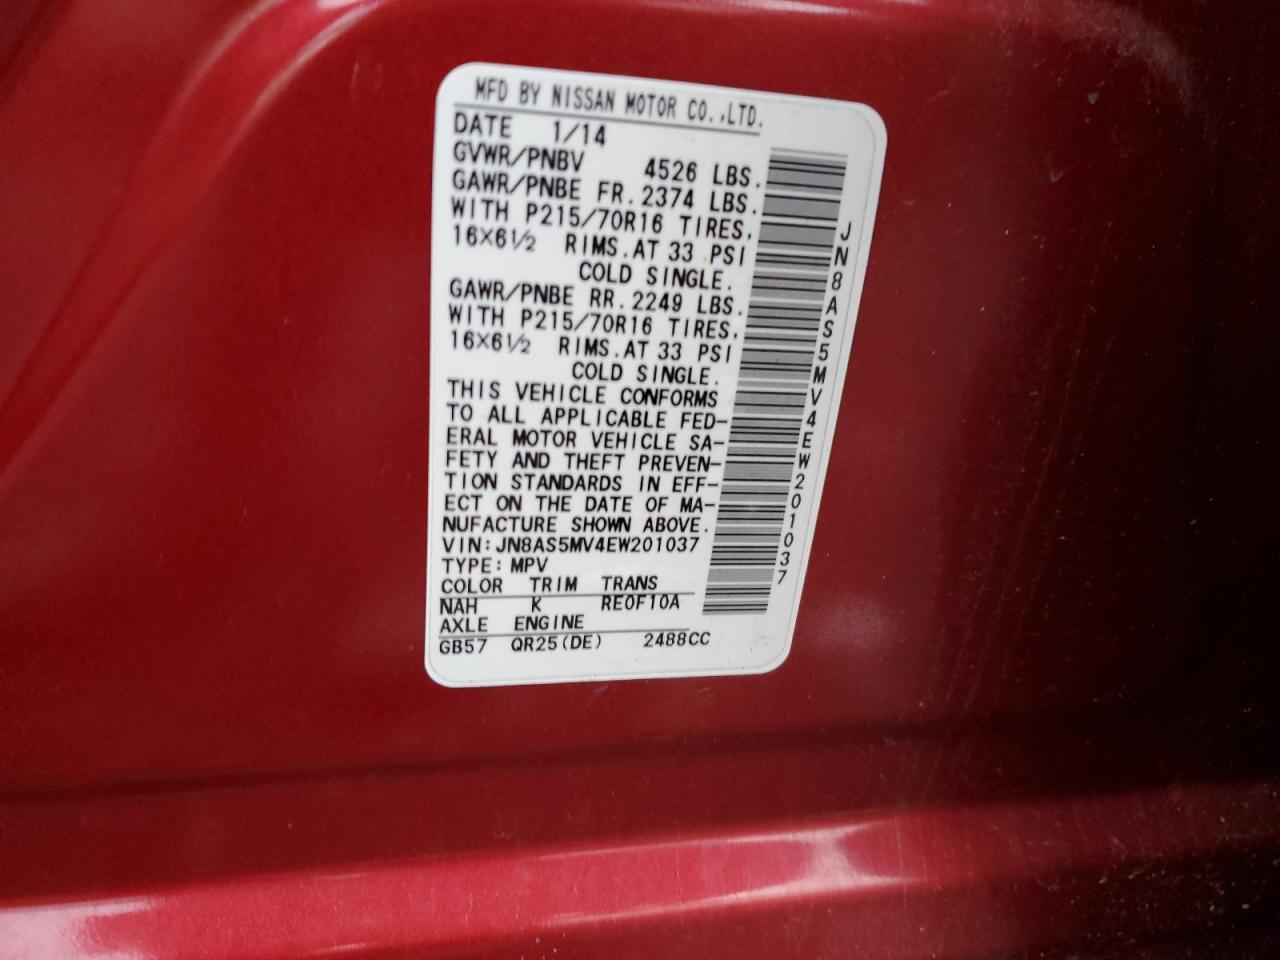 MFD BY NISSAN MOTOR CO.,LTD.
DATE 1/14
GVWR/PNBV 4526 LBS.
GAWR/PNBE FR. 2374 LBS.
WITH P215/70R16 TIRES.
16X6½ RIMS. AT 33 PSI
COLD SINGLE.
GAWR/PNBE RR. 2249 LBS.
WITH P215/70R16 TIRES.
16X6½ RIMS. AT 33 PSI
COLD SINGLE.
THIS VEHICLE CONFORMS
TO ALL APPLICABLE FED-
ERAL MOTOR VEHICLE SA-
FETY AND THEFT PREVEN-
TION STANDARDS IN EFF-
ECT ON THE DATE OF MA-
NUFACTURE SHOWN ABOVE.
VIN: JN8AS5MV4EW201037
TYPE: MPV
COLOR TRIM TRANS
NAH K RE0F10A
AXLE ENGINE
GB57 QR25(DE) 2488CC
JN8AS5MV4EW201037